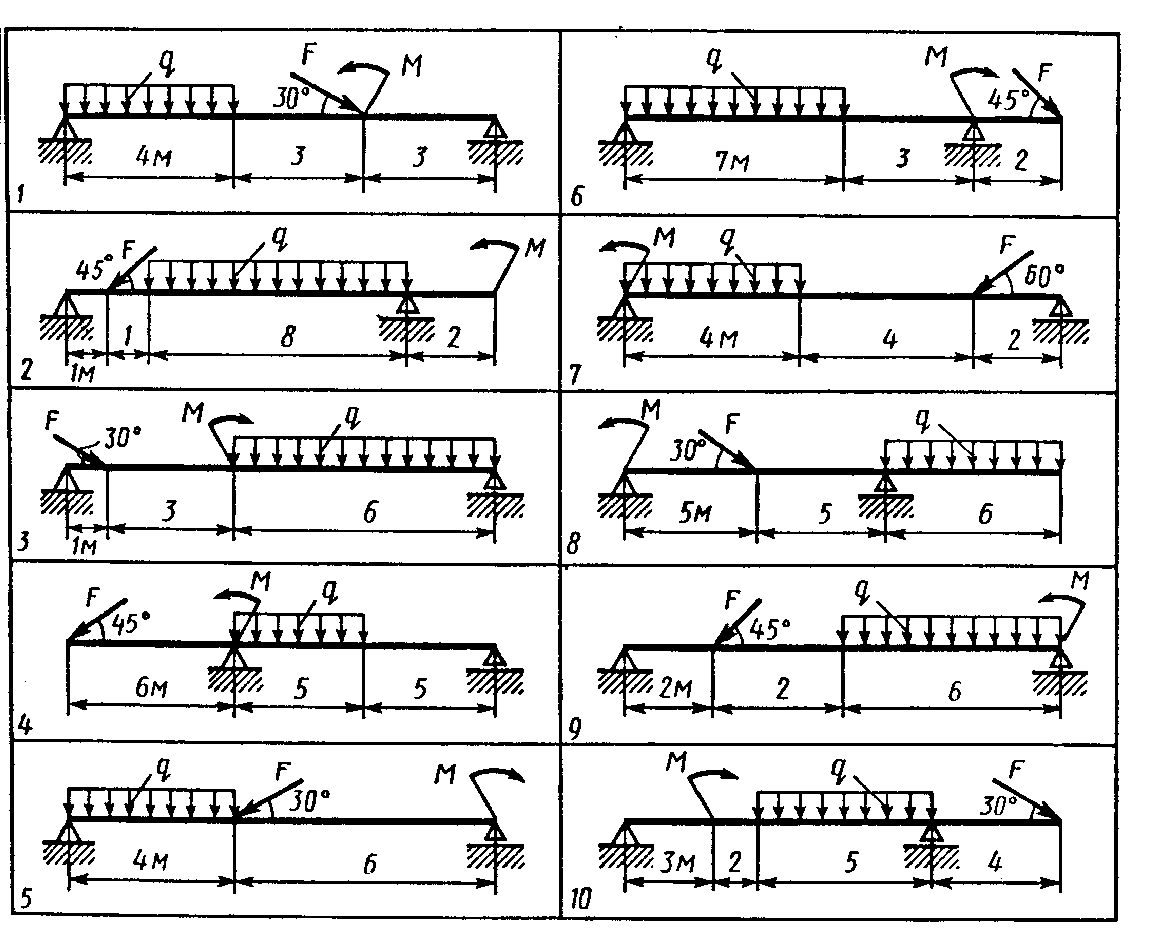 q F 30° M
4м 3 3
1
45° F q M
1м 1 8 2
2
F 30° M q
1м 3 6
3
F 45° M q
6м 5 5
4
q F 30° M
4м 6
5
q M 45° F
7м 3 2
6
M q F 60°
4м 4 2
7
M 30° F q
5м 5 6
8
F 45° q M
2м 2 6
9
M q 30° F
3м 2 5 4
10